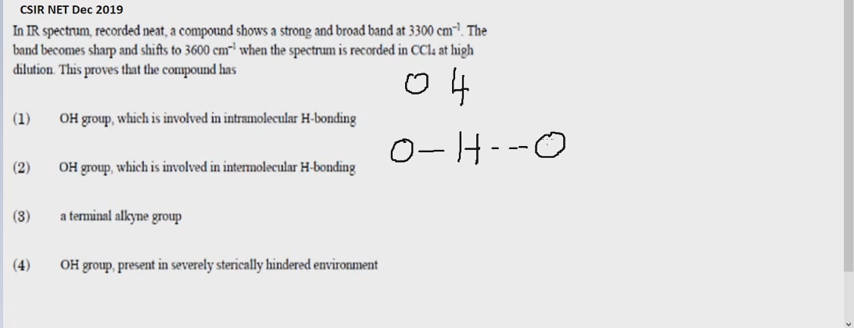 CSIR NET Dec 2019
In IR spectrum, recorded neat, a compound shows a strong and broad band at 3300 cm⁻¹. The
band becomes sharp and shifts to 3600 cm⁻¹ when the spectrum is recorded in CCl₄ at high
dilution. This proves that the compound has
O H
(1) OH group, which is involved in intramolecular H-bonding
O—H---O
(2) OH group, which is involved in intermolecular H-bonding
(3) a terminal alkyne group
(4) OH group, present in severely sterically hindered environment